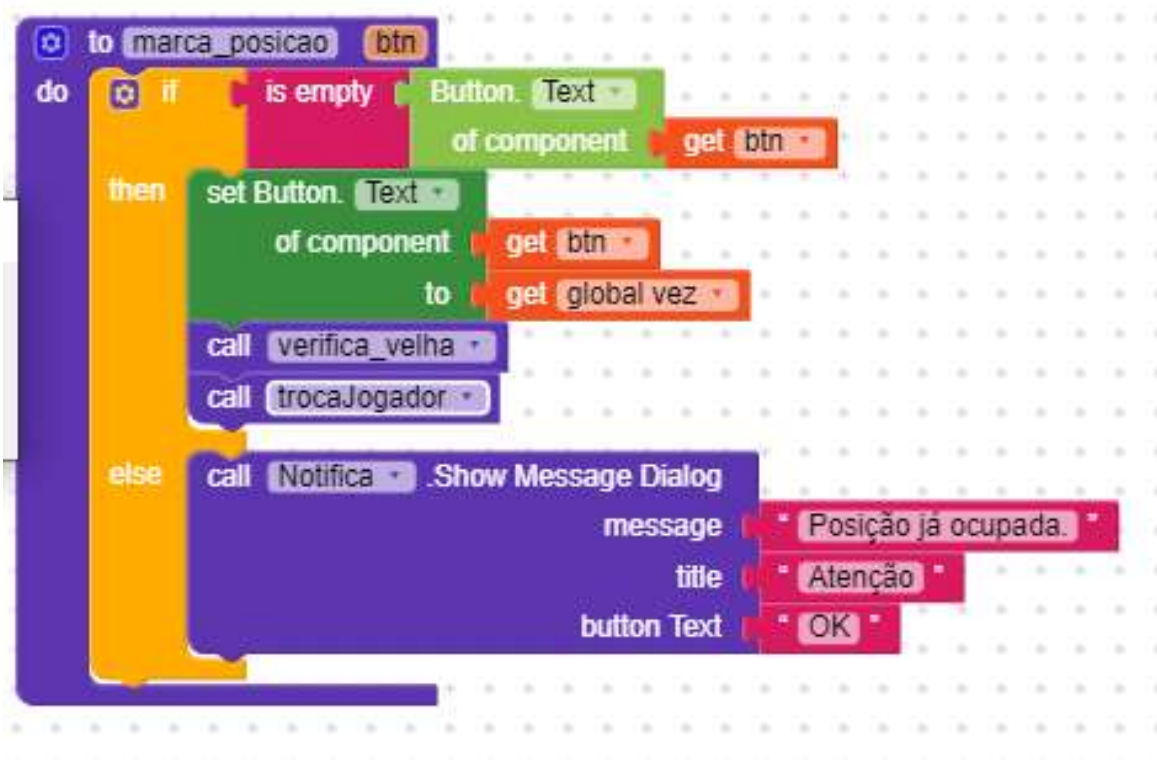 to marca_posicao btn
do if is empty Button. Text
of component get btn
then set Button. Text
of component get btn
to get global vez
call verifica_velha
call trocaJogador
else call Notifica .Show Message Dialog
message " Posição já ocupada. "
title " Atenção "
button Text " OK "